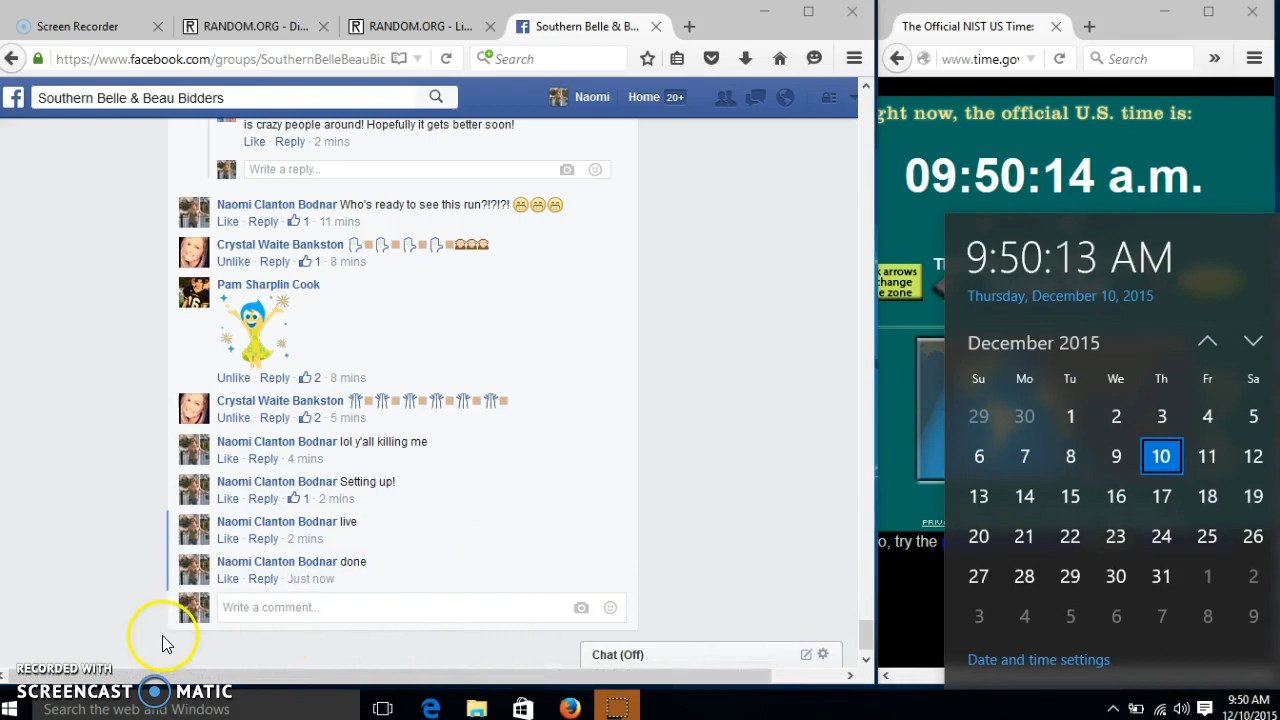 Screen Recorder
RANDOM.ORG - Di...
RANDOM.ORG - Li...
Southern Belle & B...
https://www.facebook.com/groups/SouthernBelleBeauBid
Search
Southern Belle & Beau Bidders
Naomi
Home 20+
is crazy people around! Hopefully it gets better soon!
Like · Reply · 2 mins
Write a reply...
Naomi Clanton Bodnar Who's ready to see this run?!?!?!
Like · Reply · 1 · 11 mins
Crystal Waite Bankston
Unlike · Reply · 1 · 8 mins
Pam Sharplin Cook
Unlike · Reply · 2 · 8 mins
Crystal Waite Bankston
Unlike · Reply · 2 · 5 mins
Naomi Clanton Bodnar lol y'all killing me
Like · Reply · 4 mins
Naomi Clanton Bodnar Setting up!
Like · Reply · 1 · 2 mins
Naomi Clanton Bodnar live
Like · Reply · 2 mins
Naomi Clanton Bodnar done
Like · Reply · Just now
Write a comment...
Chat (Off)
RECORDED WITH
SCREENCAST MATIC
Search the web and Windows
The Official NIST US Time:
www.time.gov
Search
ght now, the official U.S. time is:
09:50:14 a.m.
k arrows
change
e zone
PRIV
o, try the
9:50:13 AM
Thursday, December 10, 2015
December 2015
Su Mo Tu We Th Fr Sa
29 30 1 2 3 4 5
6 7 8 9 10 11 12
13 14 15 16 17 18 19
20 21 22 23 24 25 26
27 28 29 30 31 1 2
3 4 5 6 7 8 9
Date and time settings
9:50 AM
12/10/2015